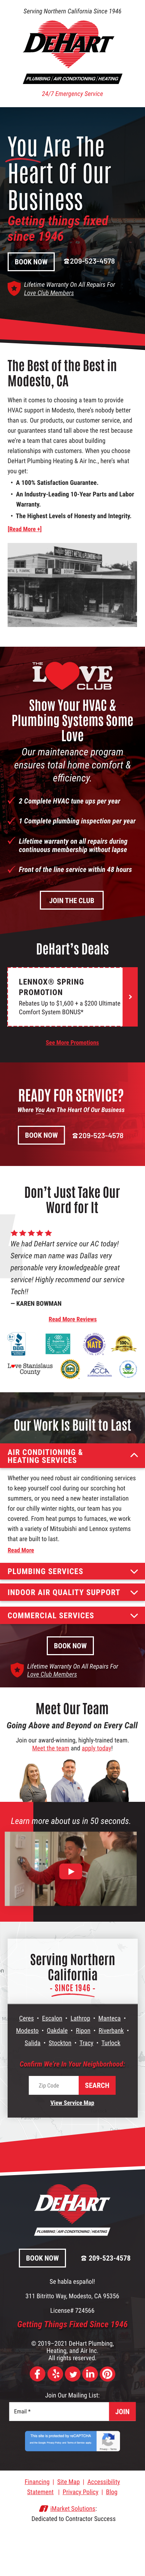 Serving Northern California Since 1946
DEHART
PLUMBING | AIR CONDITIONING | HEATING
24/7 Emergency Service
You Are The
Heart Of Our
Business
Getting things fixed
since 1946
BOOK NOW
209-523-4578
Lifetime Warranty On All Repairs For
Love Club Members
The Best of the Best in
Modesto, CA
When it comes to choosing a team to provide
HVAC support in Modesto, there's nobody better
than us. Our products, our customer service, and
our guarantees stand tall above the rest because
we're a team that cares about building
relationships with customers. When you choose
DeHart Plumbing Heating & Air Inc., here's what
you get:
• A 100% Satisfaction Guarantee.
• An Industry-Leading 10-Year Parts and Labor
Warranty.
• The Highest Levels of Honesty and Integrity.
[Read More +]
THE
LOVE
CLUB
Show Your HVAC &
Plumbing Systems Some
Love
Our maintenance program
ensures total home comfort &
efficiency.
2 Complete HVAC tune ups per year
1 Complete plumbing inspection per year
Lifetime warranty on all repairs during
continuous membership without lapse
Front of the line service within 48 hours
JOIN THE CLUB
DeHart's Deals
LENNOX® SPRING
PROMOTION
Rebates Up to $1,600 + a $200 Ultimate
Comfort System BONUS*
See More Promotions
READY FOR SERVICE?
Where You Are The Heart Of Our Business
BOOK NOW
209-523-4578
Don't Just Take Our
Word for It
We had DeHart service our AC today!
Service man name was Dallas very
personable very knowledgeable great
service! Highly recommend our service
Tech!!
— KAREN BOWMAN
Read More Reviews
BBB
NATE
Love Stanislaus
County
ACCA
Our Work Is Built to Last
AIR CONDITIONING &
HEATING SERVICES
Whether you need robust air conditioning services
to keep yourself cool during our scorching hot
summers, or you need a new heater installation
for our chilly winter nights, our team has you
covered. From heat pumps to furnaces, we work
with a variety of Mitsubishi and Lennox systems
that are built to last.
Read More
PLUMBING SERVICES
INDOOR AIR QUALITY SUPPORT
COMMERCIAL SERVICES
BOOK NOW
Lifetime Warranty On All Repairs For
Love Club Members
Meet Our Team
Going Above and Beyond on Every Call
Join our award-winning, highly-trained team.
Meet the team and apply today!
Learn more about us in 50 seconds.
Serving Northern
California
- SINCE 1946 -
Ceres • Escalon • Lathrop • Manteca •
Modesto • Oakdale • Ripon • Riverbank •
Salida • Stockton • Tracy • Turlock
Confirm We're In Your Neighborhood:
Zip Code
SEARCH
View Service Map
DEHART
PLUMBING | AIR CONDITIONING | HEATING
BOOK NOW
209-523-4578
Se habla español!
311 Bitritto Way, Modesto, CA 95356
License# 724566
Getting Things Fixed Since 1946
© 2019–2021 DeHart Plumbing,
Heating, and Air Inc.
All rights reserved.
Join Our Mailing List:
Email *
JOIN
This site is protected by reCAPTCHA
Financing | Site Map | Accessibility
Statement | Privacy Policy | Blog
iMarket Solutions:
Dedicated to Contractor Success